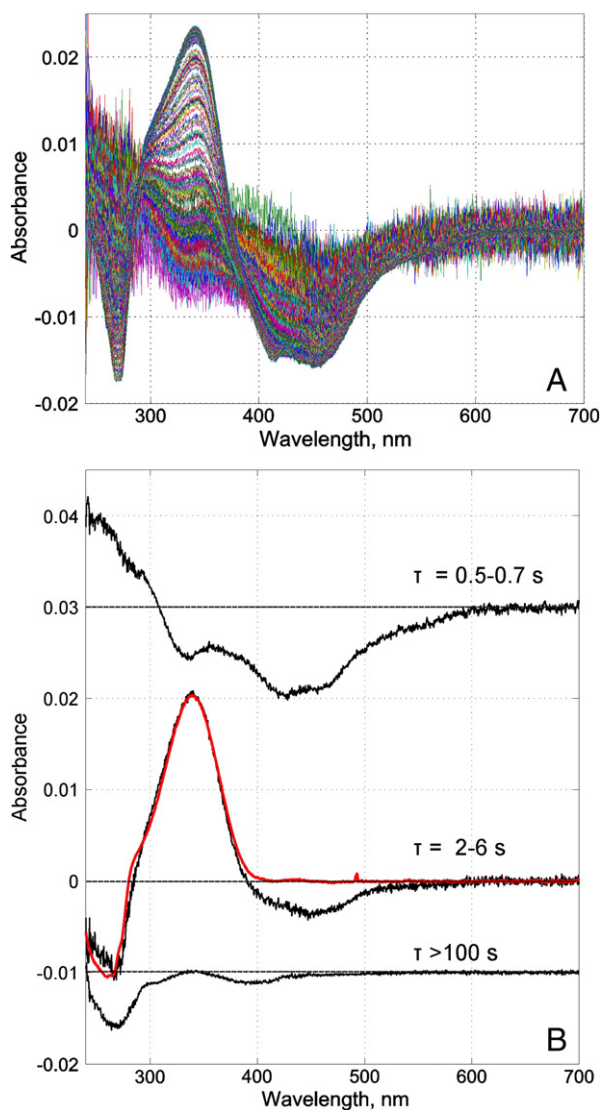 0.02
0.01
0
-0.01
-0.02
Absorbance
300
400
500
600
700
Wavelength, nm
A
0.04
0.03
0.02
0.01
0
-0.01
-0.02
Absorbance
τ = 0.5-0.7 s
τ = 2-6 s
τ >100 s
300
400
500
600
700
Wavelength, nm
B